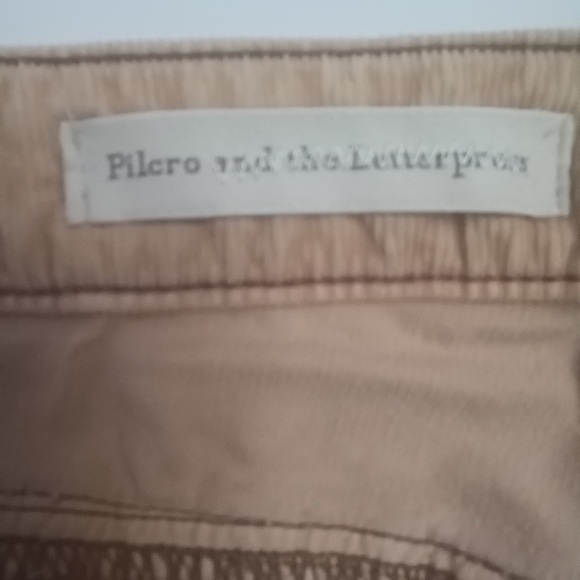 Pilcro and the Letterpress